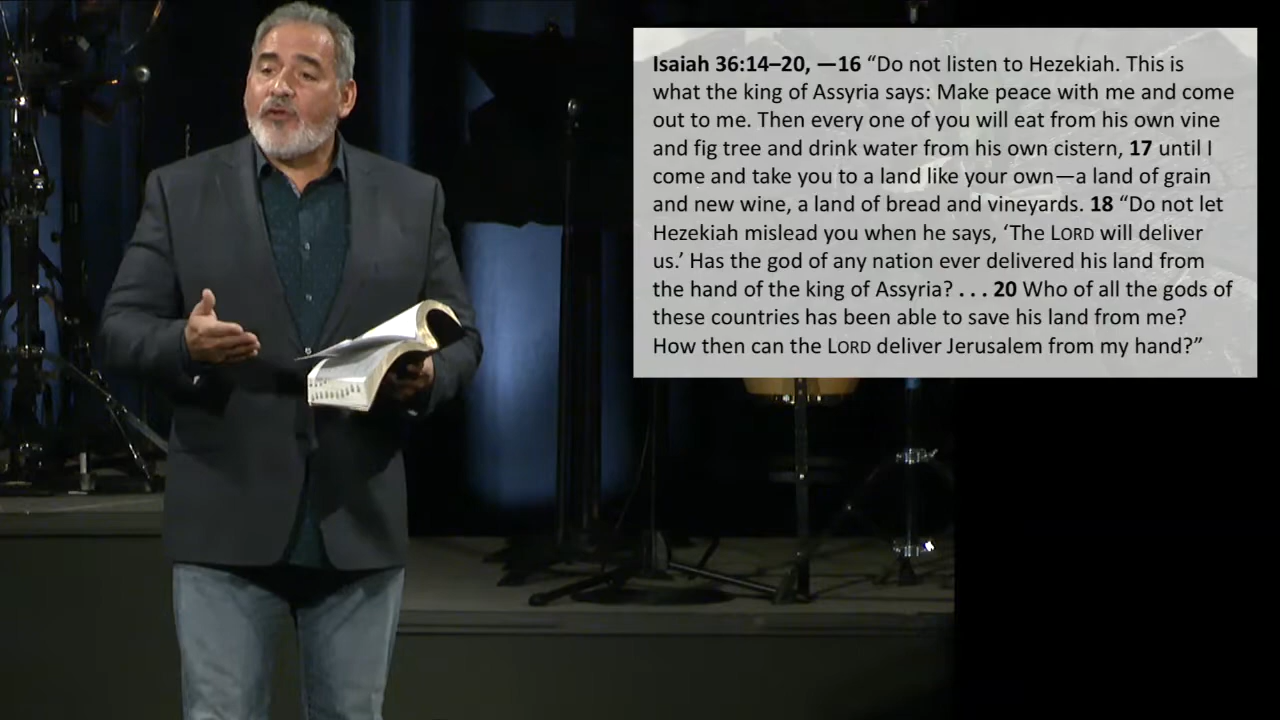 Isaiah 36:14–20, —16 “Do not listen to Hezekiah. This is
what the king of Assyria says: Make peace with me and come
out to me. Then every one of you will eat from his own vine
and fig tree and drink water from his own cistern, 17 until I
come and take you to a land like your own—a land of grain
and new wine, a land of bread and vineyards. 18 “Do not let
Hezekiah mislead you when he says, ‘The LORD will deliver
us.’ Has the god of any nation ever delivered his land from
the hand of the king of Assyria? . . . 20 Who of all the gods of
these countries has been able to save his land from me?
How then can the LORD deliver Jerusalem from my hand?”